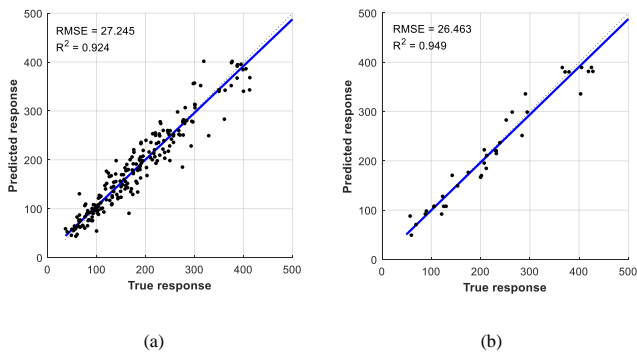 RMSE = 27.245
R² = 0.924
Predicted response
500
400
300
200
100
0
0 100 200 300 400 500
True response
(a)
RMSE = 26.463
R² = 0.949
Predicted response
500
400
300
200
100
0
0 100 200 300 400 500
True response
(b)